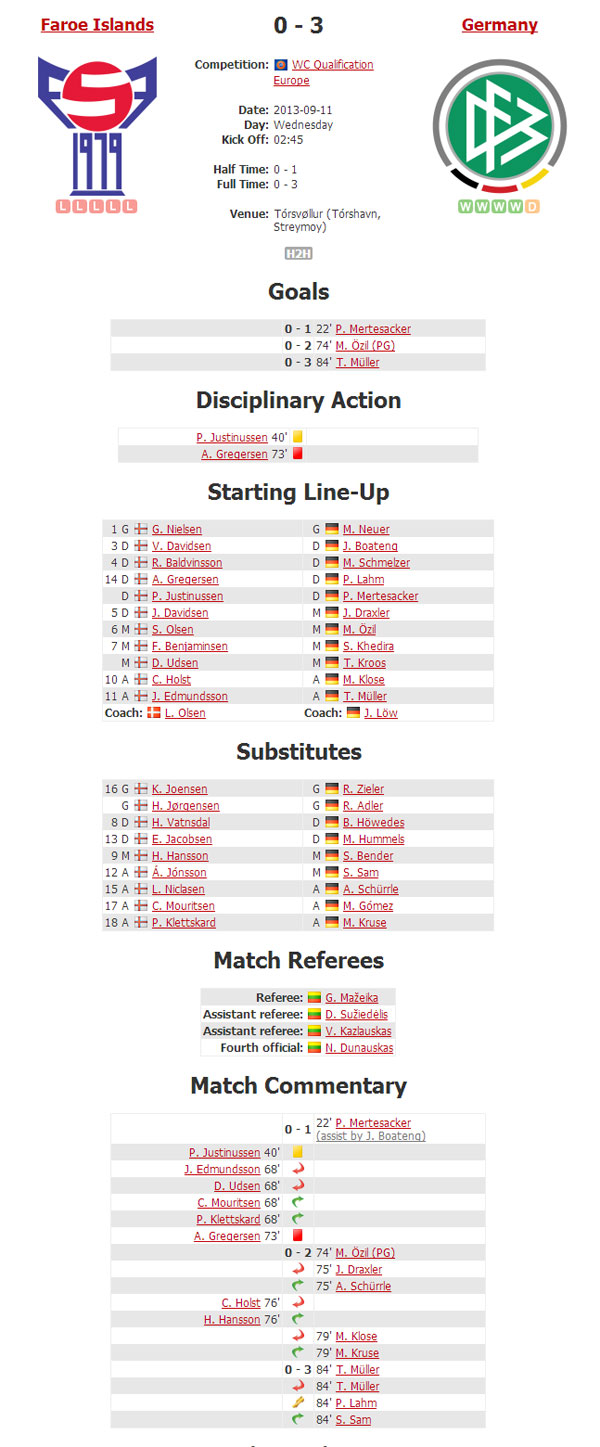 Faroe Islands
0 - 3
Germany
Competition: WC Qualification
Europe
Date: 2013-09-11
Day: Wednesday
Kick Off: 02:45
Half Time: 0 - 1
Full Time: 0 - 3
Venue: Tórsvøllur (Tórshavn,
Streymoy)
1979
L L L L L
W W W W D
H2H
Goals
0 - 1 22' P. Mertesacker
0 - 2 74' M. Özil (PG)
0 - 3 84' T. Müller
Disciplinary Action
P. Justinussen 40'
A. Gregersen 73'
Starting Line-Up
1 G G. Nielsen G M. Neuer
3 D V. Davidsen D J. Boateng
4 D R. Baldvinsson D M. Schmelzer
14 D A. Gregersen D P. Lahm
D P. Justinussen D P. Mertesacker
5 D J. Davidsen M J. Draxler
6 M S. Olsen M M. Özil
7 M F. Benjaminsen M S. Khedira
M D. Udsen M T. Kroos
10 A C. Holst A M. Klose
11 A J. Edmundsson A T. Müller
Coach: L. Olsen Coach: J. Löw
Substitutes
16 G K. Joensen G R. Zieler
G H. Jørgensen G R. Adler
8 D H. Vatnsdal D B. Höwedes
13 D E. Jacobsen D M. Hummels
9 M H. Hansson M S. Bender
12 A Á. Jónsson M S. Sam
15 A L. Niclasen A A. Schürrle
17 A C. Mouritsen A M. Gómez
18 A P. Klettskard A M. Kruse
Match Referees
Referee: G. Mažeika
Assistant referee: D. Sužiedėlis
Assistant referee: V. Kazlauskas
Fourth official: N. Dunauskas
Match Commentary
0 - 1 22' P. Mertesacker
(assist by J. Boateng)
P. Justinussen 40'
J. Edmundsson 68'
D. Udsen 68'
C. Mouritsen 68'
P. Klettskard 68'
A. Gregersen 73'
0 - 2 74' M. Özil (PG)
75' J. Draxler
75' A. Schürrle
C. Holst 76'
H. Hansson 76'
79' M. Klose
79' M. Kruse
0 - 3 84' T. Müller
84' T. Müller
84' P. Lahm
84' S. Sam